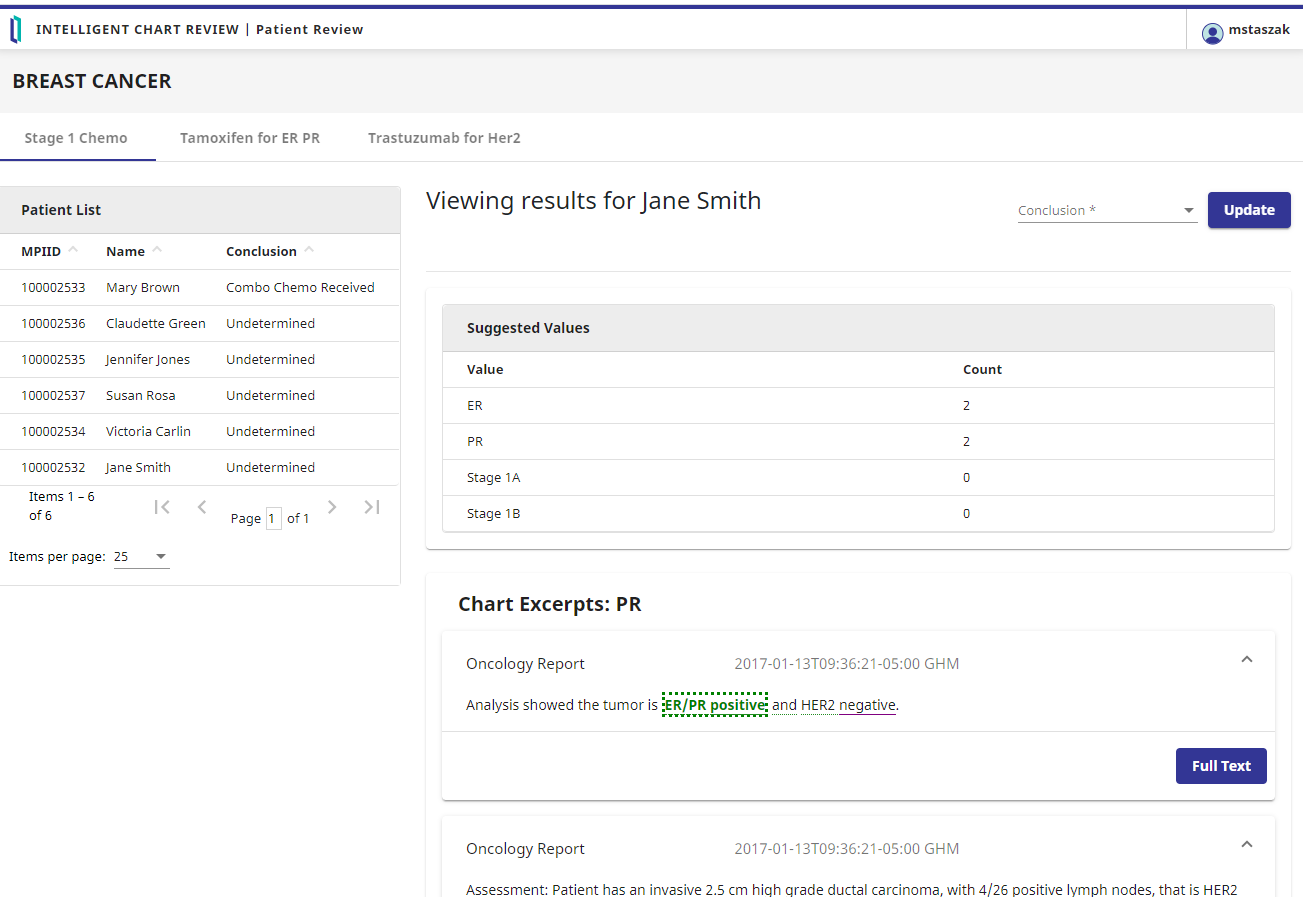 INTELLIGENT CHART REVIEW | Patient Review
mstaszak
BREAST CANCER
Stage 1 Chemo Tamoxifen for ER PR Trastuzumab for Her2
Patient List
MPIID Name Conclusion
100002533 Mary Brown Combo Chemo Received
100002536 Claudette Green Undetermined
100002535 Jennifer Jones Undetermined
100002537 Susan Rosa Undetermined
100002534 Victoria Carlin Undetermined
100002532 Jane Smith Undetermined
Items 1 – 6
of 6
Page 1 of 1
Items per page: 25
Viewing results for Jane Smith
Conclusion *
Update
Suggested Values
Value Count
ER 2
PR 2
Stage 1A 0
Stage 1B 0
Chart Excerpts: PR
Oncology Report 2017-01-13T09:36:21-05:00 GHM
Analysis showed the tumor is ER/PR positive and HER2 negative.
Full Text
Oncology Report 2017-01-13T09:36:21-05:00 GHM
Assessment: Patient has an invasive 2.5 cm high grade ductal carcinoma, with 4/26 positive lymph nodes, that is HER2